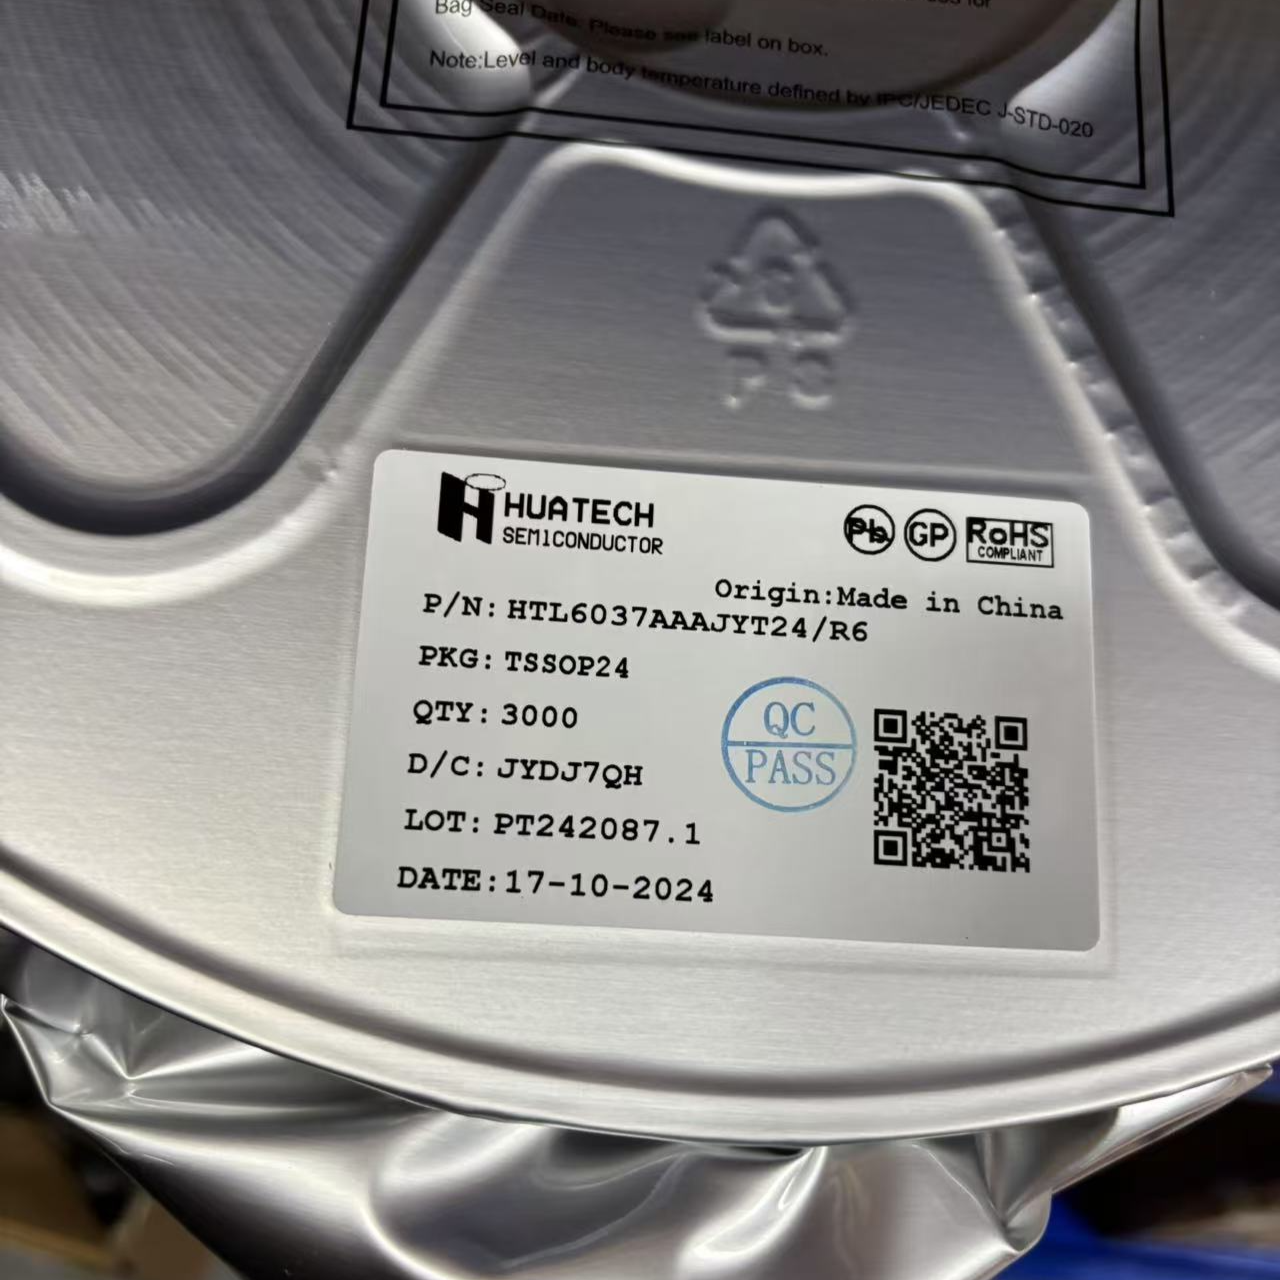 Bag Seal Date: Please see label on box.
Note:Level and body temperature defined by IPC/JEDEC J-STD-020
PS
HUATECH
SEM1CONDUCTOR
Pb
GP
RoHS
COMPLIANT
Origin:Made in China
P/N: HTL6037AAAJYT24/R6
PKG: TSSOP24
QTY: 3000
QC
PASS
D/C: JYDJ7QH
LOT: PT242087.1
DATE:17-10-2024